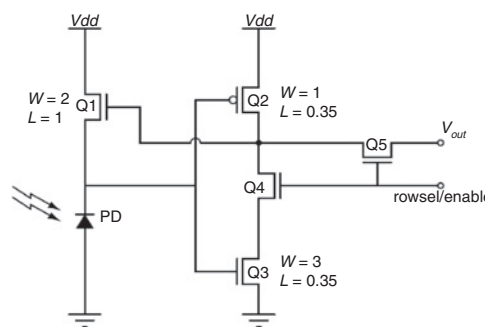 Vdd
Vdd
W = 2
L = 1
Q1
Q2
W = 1
L = 0.35
Q5
Vout
Q4
rowsel/enable
PD
Q3
W = 3
L = 0.35